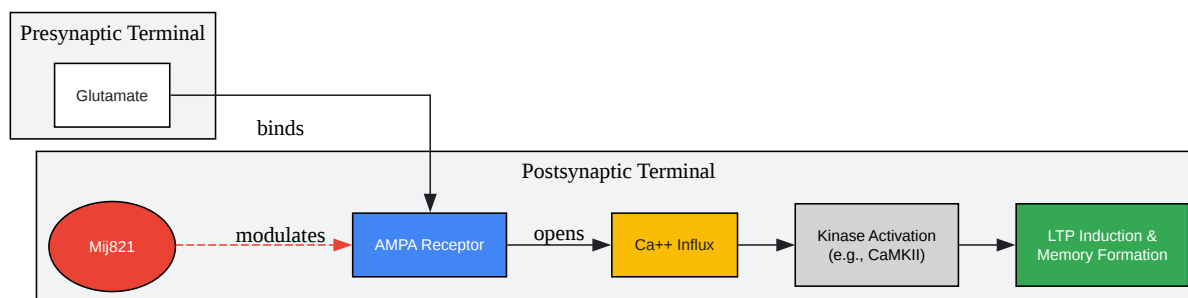 Presynaptic Terminal
Glutamate
binds
Postsynaptic Terminal
Mij821
modulates
AMPA Receptor
opens
Ca++ Influx
Kinase Activation
(e.g., CaMKII)
LTP Induction &
Memory Formation